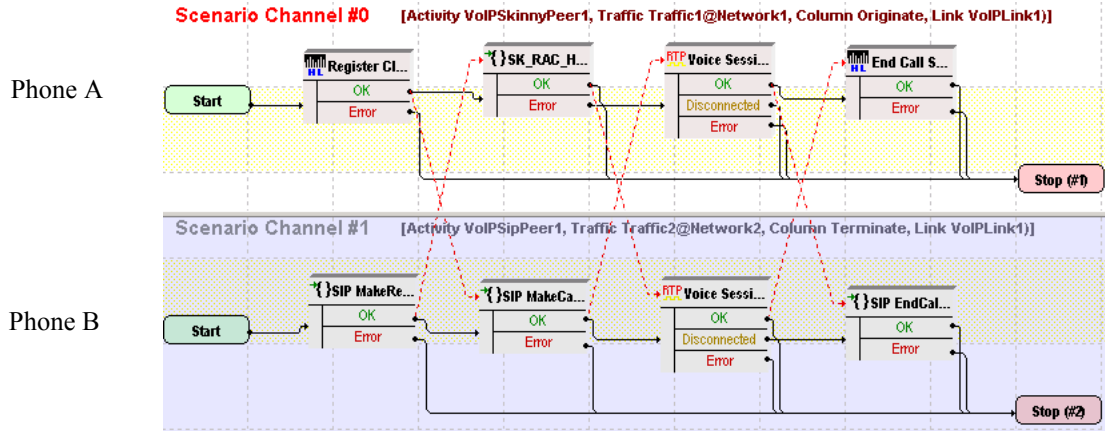 Scenario Channel #0 [Activity VoIPSkinnyPeer1, Traffic Traffic1@Network1, Column Originate, Link VoIPLink1)]
Phone A
Start
HL Register Cl...
OK
Error
{}SK_RAC_H...
OK
Error
RTP Voice Sessi...
OK
Disconnected
Error
HL End Call S...
OK
Error
Stop (#1)
Scenario Channel #1 [Activity VoIPSipPeer1, Traffic Traffic2@Network2, Column Terminate, Link VoIPLink1)]
Phone B
Start
{}SIP MakeRe...
OK
Error
{}SIP MakeCa...
OK
Error
RTP Voice Sessi...
OK
Disconnected
Error
{}SIP EndCal...
OK
Error
Stop (#2)